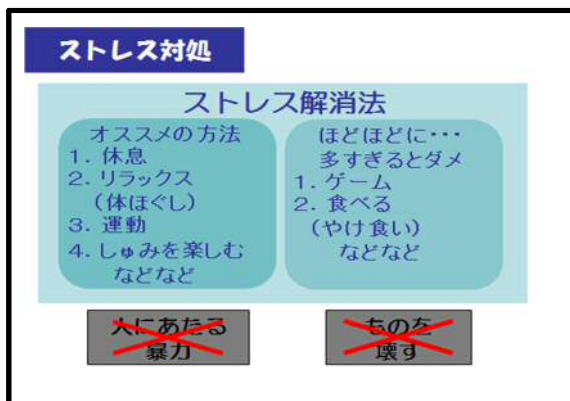 ストレス対処
ストレス解消法
オススメの方法
1. 休息
2. リラックス
(体ほぐし)
3. 運動
4. しゅみを楽しむ
などなど
ほどほどに・・・
多すぎるとダメ
1. ゲーム
2. 食べる
(やけ食い)
などなど
人にあたる
暴力
ものを
壊す